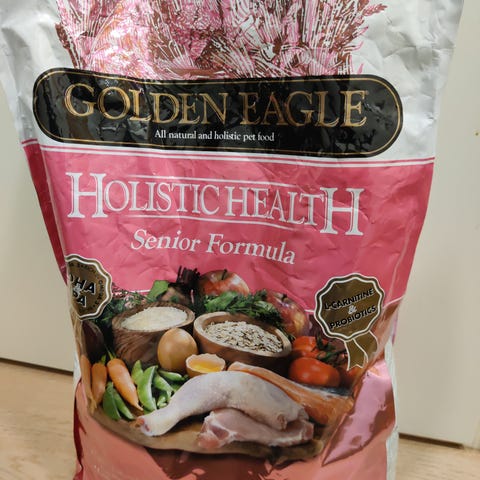 GOLDEN EAGLE
All natural and holistic pet food
HOLISTIC HEALTH
Senior Formula
L-CARNITINE
&
PROBIOTICS